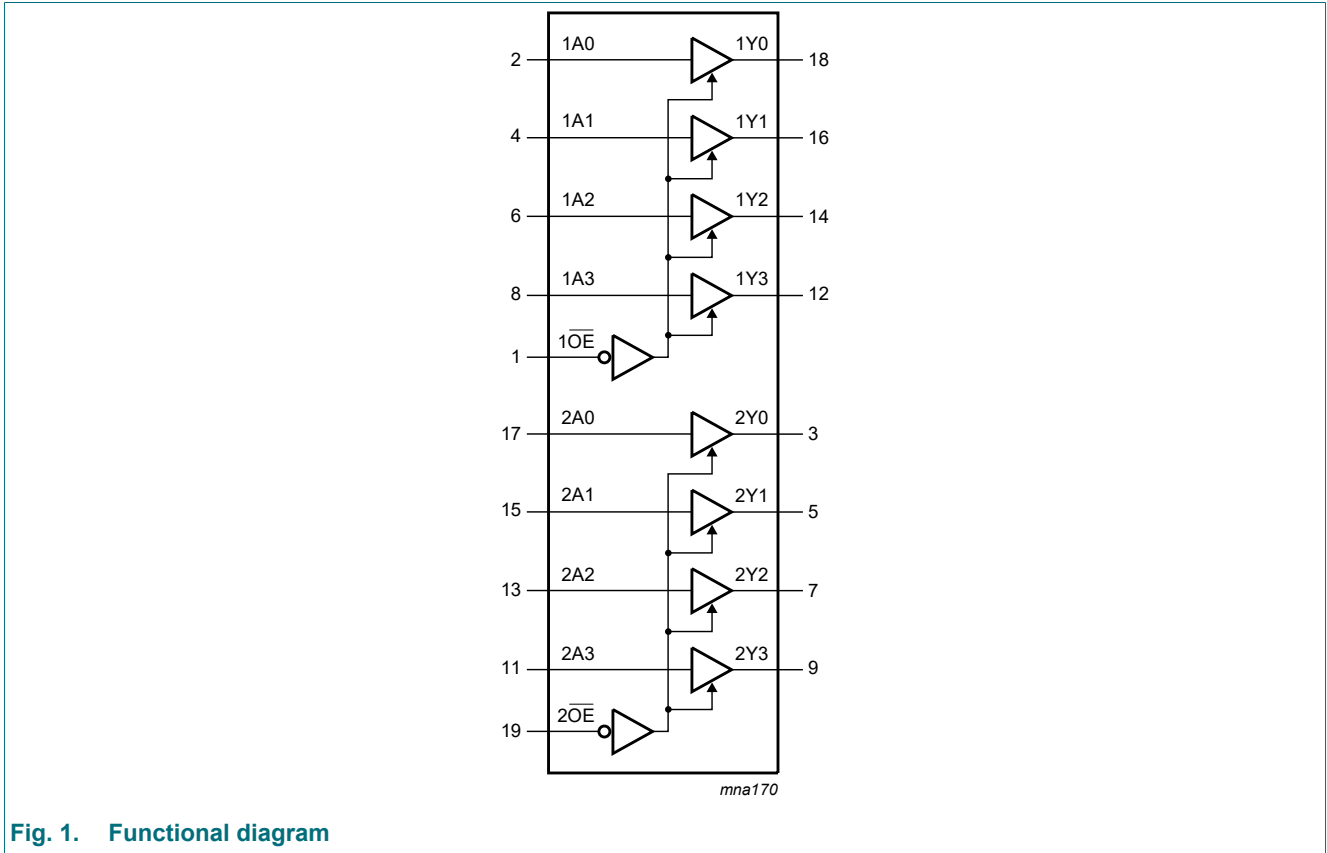 2 1A0 1Y0 18
4 1A1 1Y1 16
6 1A2 1Y2 14
8 1A3 1Y3 12
1 1O̅E̅
17 2A0 2Y0 3
15 2A1 2Y1 5
13 2A2 2Y2 7
11 2A3 2Y3 9
19 2O̅E̅
mna170
Fig. 1. Functional diagram